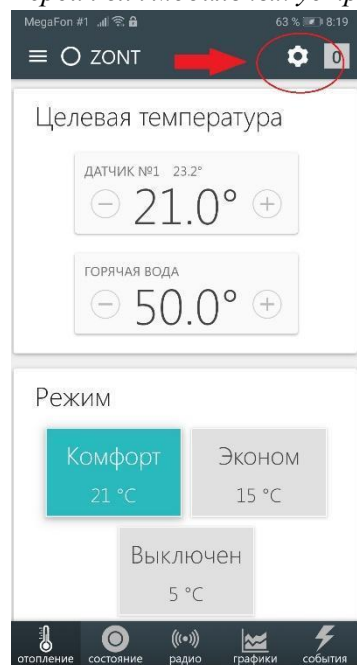 MegaFon #1 63 % 8:19
ZONT 0
Целевая температура
ДАТЧИК №1 23.2°
21.0°
ГОРЯЧАЯ ВОДА
50.0°
Режим
Комфорт Эконом
21 °C 15 °C
Выключен
5 °C
отопление состояние радио графики события